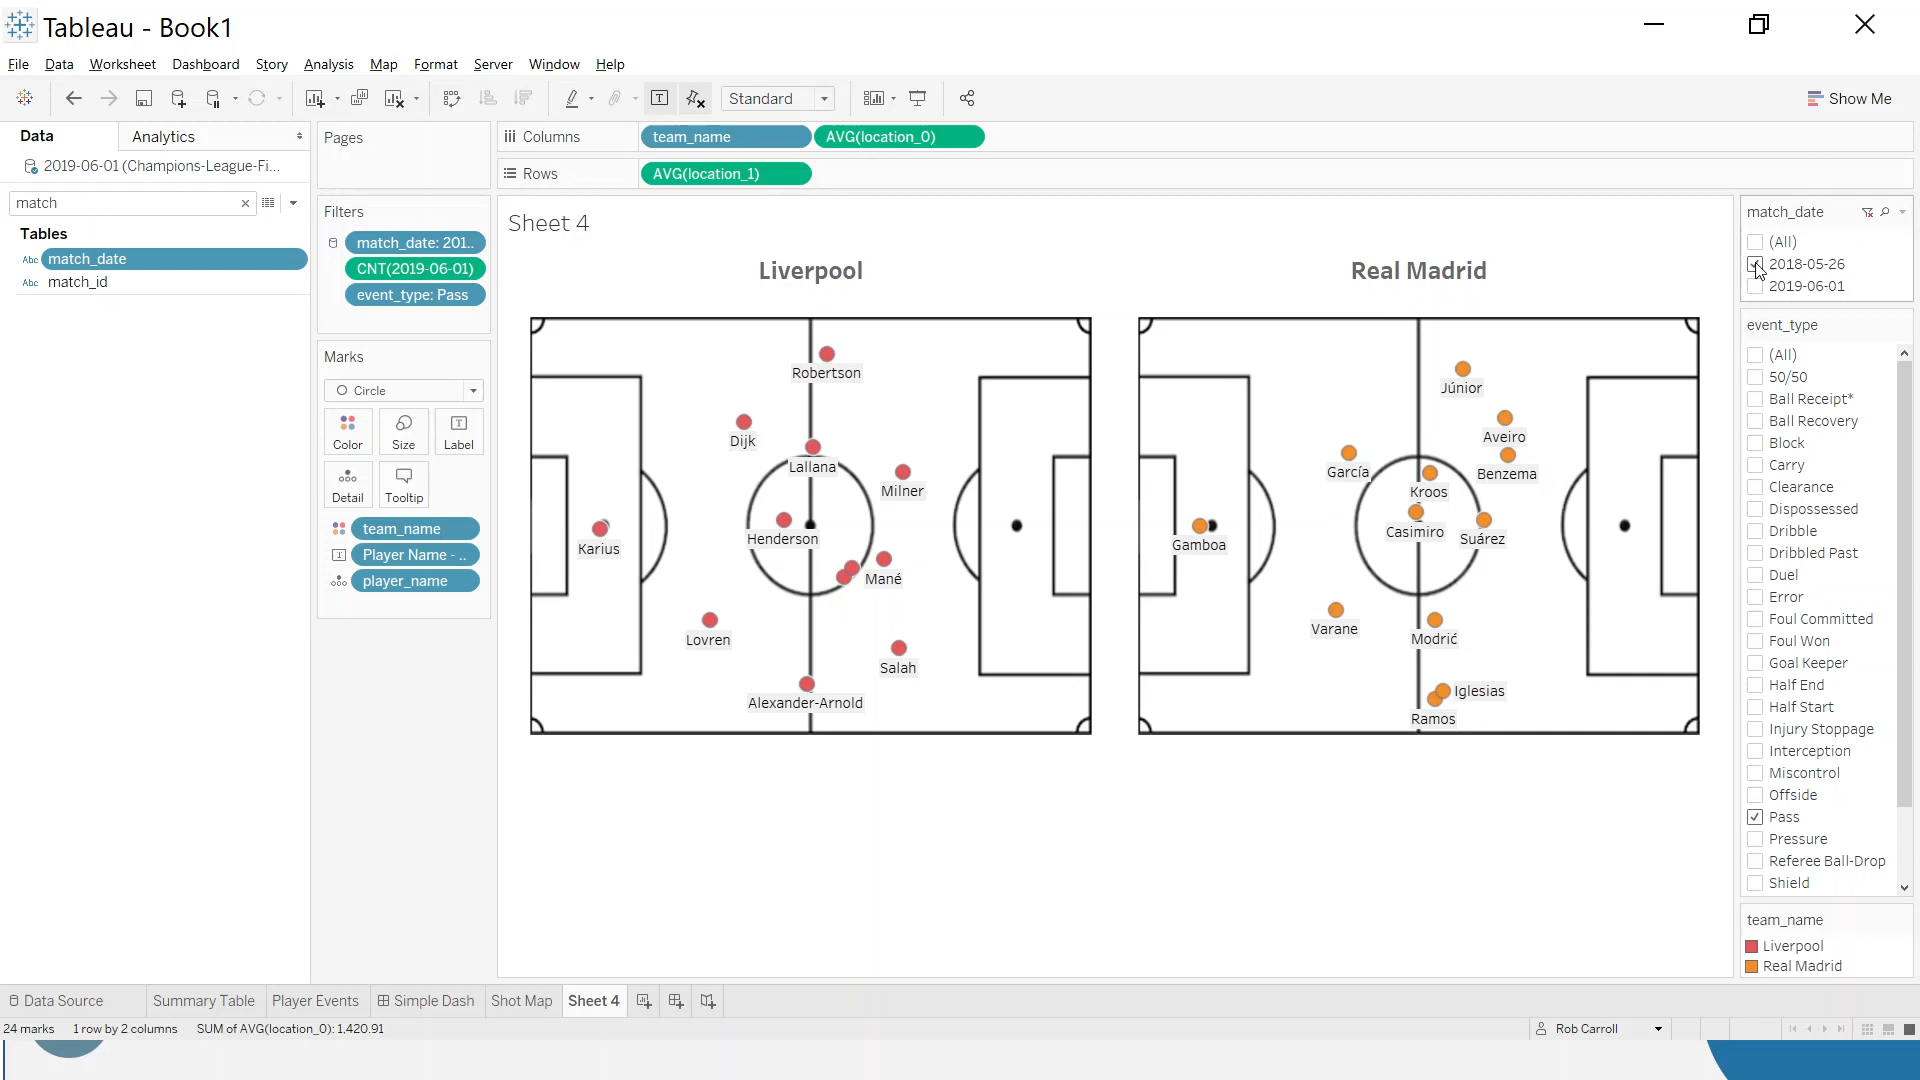 Tableau - Book1
File Data Worksheet Dashboard Story Analysis Map Format Server Window Help
Standard
Show Me
Data
Analytics
2019-06-01 (Champions-League-Fi...
match
Tables
Abc match_date
Abc match_id
Pages
Filters
match_date: 201..
CNT(2019-06-01)
event_type: Pass
Marks
Circle
Color
Size
Label
Detail
Tooltip
team_name
Player Name - ..
player_name
Columns
team_name
AVG(location_0)
Rows
AVG(location_1)
Sheet 4
Liverpool
Real Madrid
Robertson
Dijk
Lallana
Milner
Karius
Henderson
Mané
Lovren
Salah
Alexander-Arnold
Júnior
Aveiro
García
Benzema
Kroos
Casimiro
Suárez
Gamboa
Varane
Modrić
Iglesias
Ramos
match_date
(All)
2018-05-26
2019-06-01
event_type
(All)
50/50
Ball Receipt*
Ball Recovery
Block
Carry
Clearance
Dispossessed
Dribble
Dribbled Past
Duel
Error
Foul Committed
Foul Won
Goal Keeper
Half End
Half Start
Injury Stoppage
Interception
Miscontrol
Offside
Pass
Pressure
Referee Ball-Drop
Shield
team_name
Liverpool
Real Madrid
Data Source
Summary Table
Player Events
Simple Dash
Shot Map
Sheet 4
24 marks 1 row by 2 columns SUM of AVG(location_0): 1,420.91
Rob Carroll